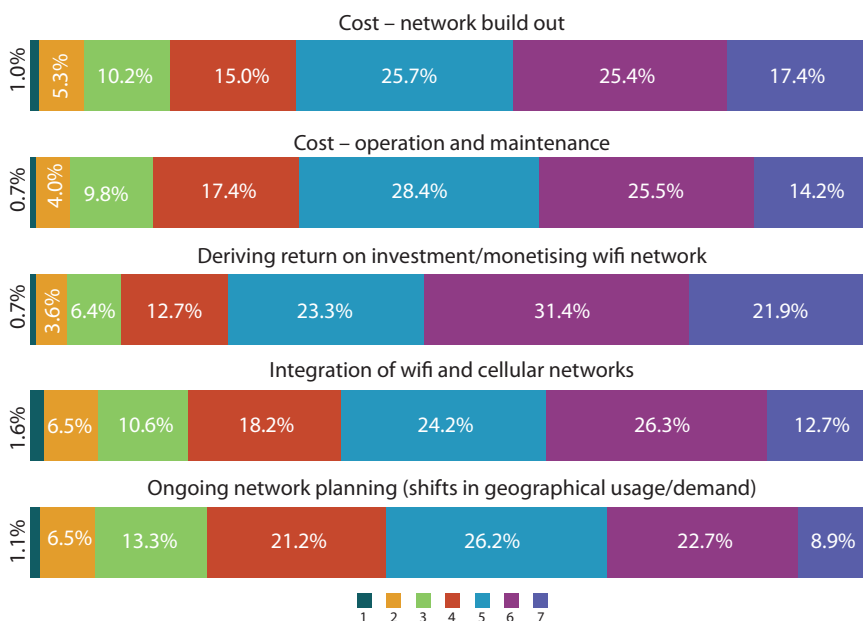 Cost – network build out
1.0% 5.3% 10.2% 15.0% 25.7% 25.4% 17.4%
Cost – operation and maintenance
0.7% 4.0% 9.8% 17.4% 28.4% 25.5% 14.2%
Deriving return on investment/monetising wifi network
0.7% 3.6% 6.4% 12.7% 23.3% 31.4% 21.9%
Integration of wifi and cellular networks
1.6% 6.5% 10.6% 18.2% 24.2% 26.3% 12.7%
Ongoing network planning (shifts in geographical usage/demand)
1.1% 6.5% 13.3% 21.2% 26.2% 22.7% 8.9%
1 2 3 4 5 6 7